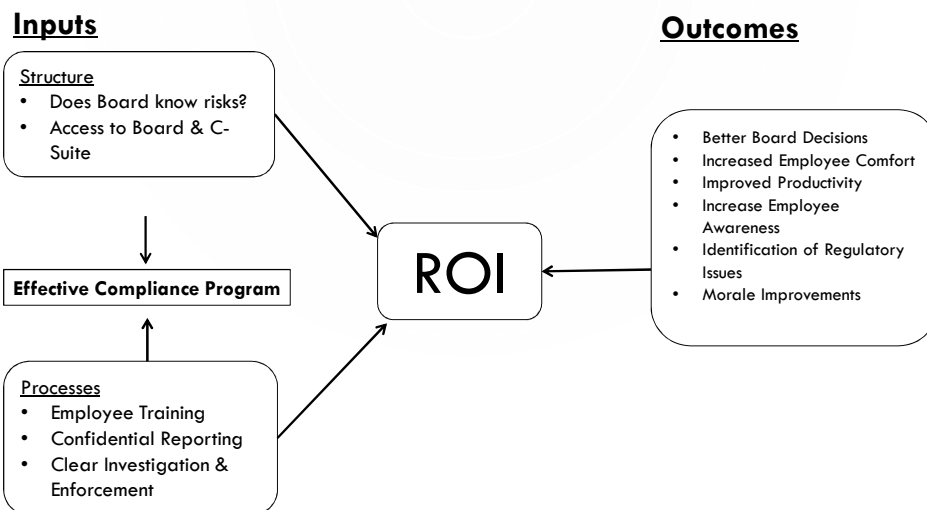 Inputs
Structure
• Does Board know risks?
• Access to Board & C-
Suite
Effective Compliance Program
Processes
• Employee Training
• Confidential Reporting
• Clear Investigation &
Enforcement
ROI
Outcomes
• Better Board Decisions
• Increased Employee Comfort
• Improved Productivity
• Increase Employee
Awareness
• Identification of Regulatory
Issues
• Morale Improvements